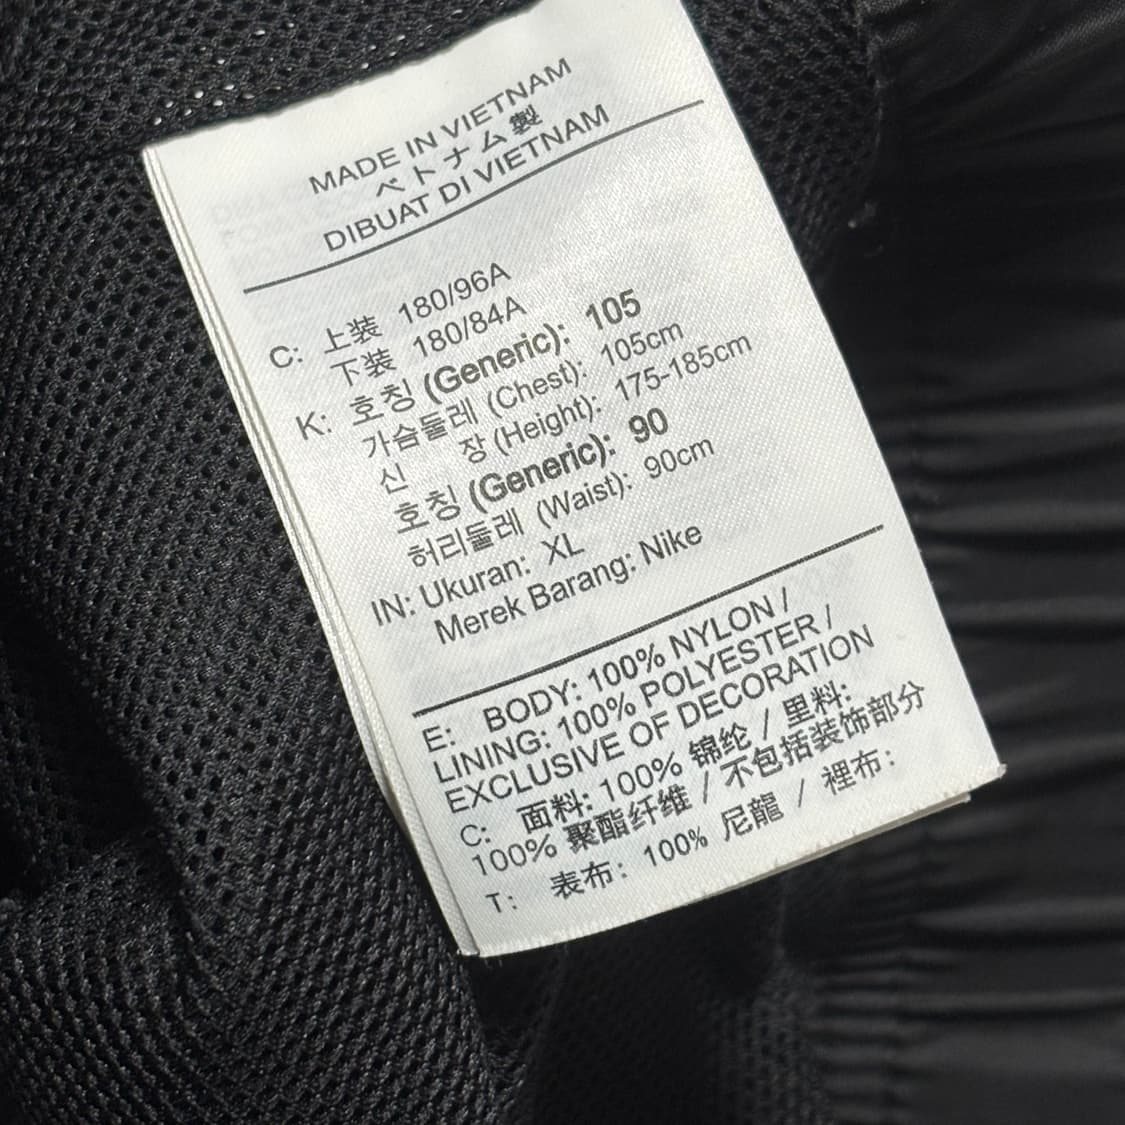 MADE IN VIETNAM
ベトナム製
DIBUAT DI VIETNAM
C: 上装 180/96A
下装 180/84A
K: 호칭 (Generic): 105
가슴둘레 (Chest): 105cm
신 장 (Height): 175-185cm
호칭 (Generic): 90
허리둘레 (Waist): 90cm
IN: Ukuran: XL
Merek Barang: Nike
E: BODY: 100% NYLON /
LINING: 100% POLYESTER /
EXCLUSIVE OF DECORATION
C: 面料: 100% 锦纶 / 里料:
100% 聚酯纤维 / 不包括装饰部分
T: 表布: 100% 尼龍 / 裡布: